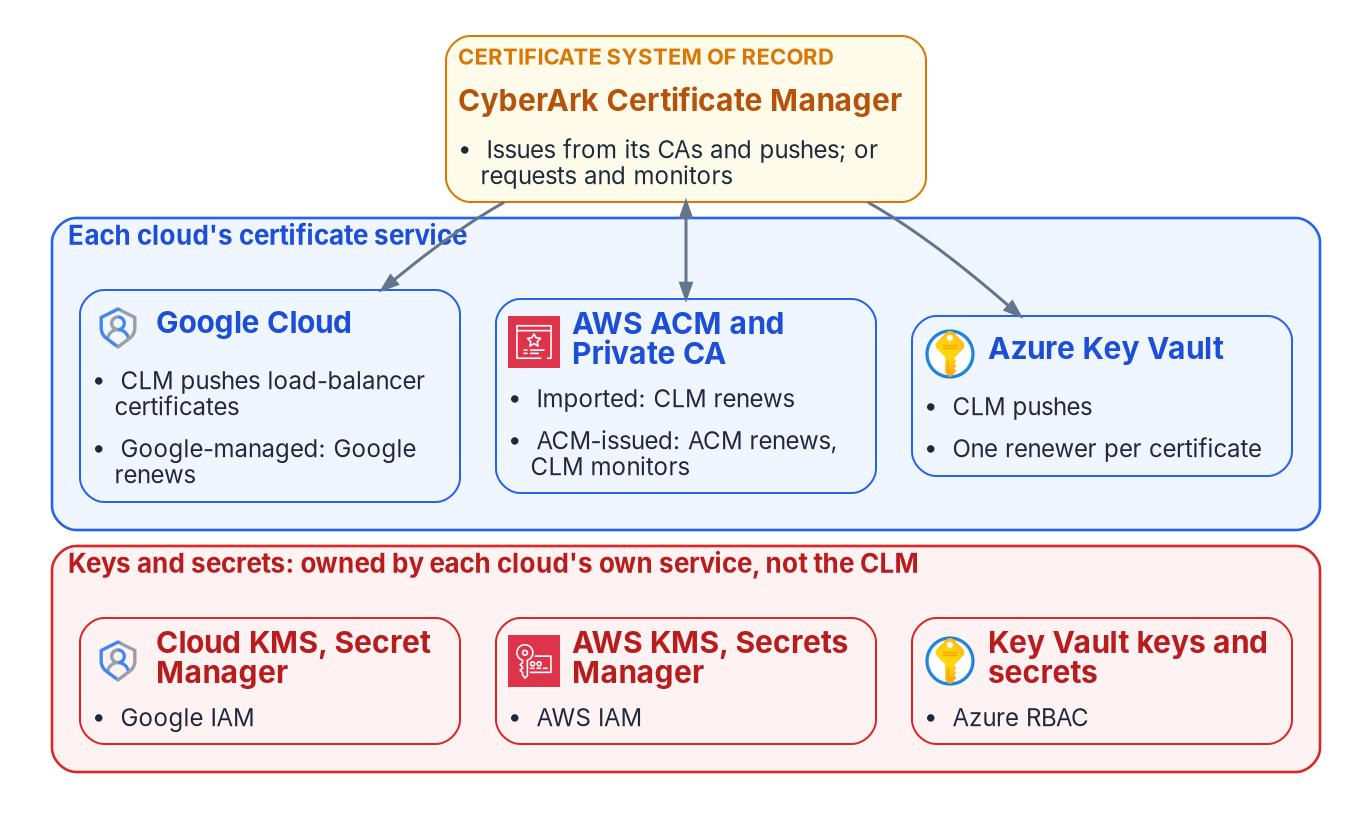 CERTIFICATE SYSTEM OF RECORD
CyberArk Certificate Manager
• Issues from its CAs and pushes; or
requests and monitors
Each cloud's certificate service
Google Cloud
• CLM pushes load-balancer
certificates
• Google-managed: Google
renews
AWS ACM and
Private CA
• Imported: CLM renews
• ACM-issued: ACM renews,
CLM monitors
Azure Key Vault
• CLM pushes
• One renewer per certificate
Keys and secrets: owned by each cloud's own service, not the CLM
Cloud KMS, Secret
Manager
• Google IAM
AWS KMS, Secrets
Manager
• AWS IAM
Key Vault keys and
secrets
• Azure RBAC